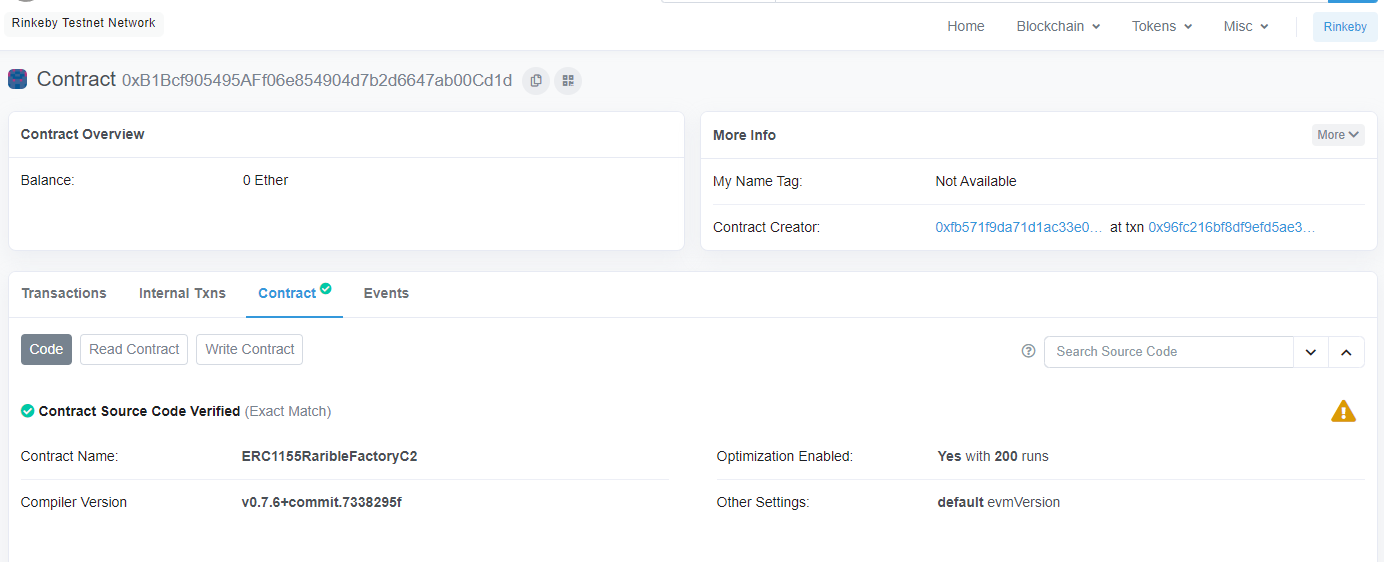 Rinkeby Testnet Network
Home Blockchain Tokens Misc Rinkeby
Contract 0xB1Bcf905495AFf06e854904d7b2d6647ab00Cd1d
Contract Overview
Balance: 0 Ether
More Info More
My Name Tag: Not Available
Contract Creator: 0xfb571f9da71d1ac33e0... at txn 0x96fc216bf8df9efd5ae3...
Transactions Internal Txns Contract Events
Code Read Contract Write Contract Search Source Code
Contract Source Code Verified (Exact Match)
Contract Name: ERC1155RaribleFactoryC2
Optimization Enabled: Yes with 200 runs
Compiler Version v0.7.6+commit.7338295f
Other Settings: default evmVersion